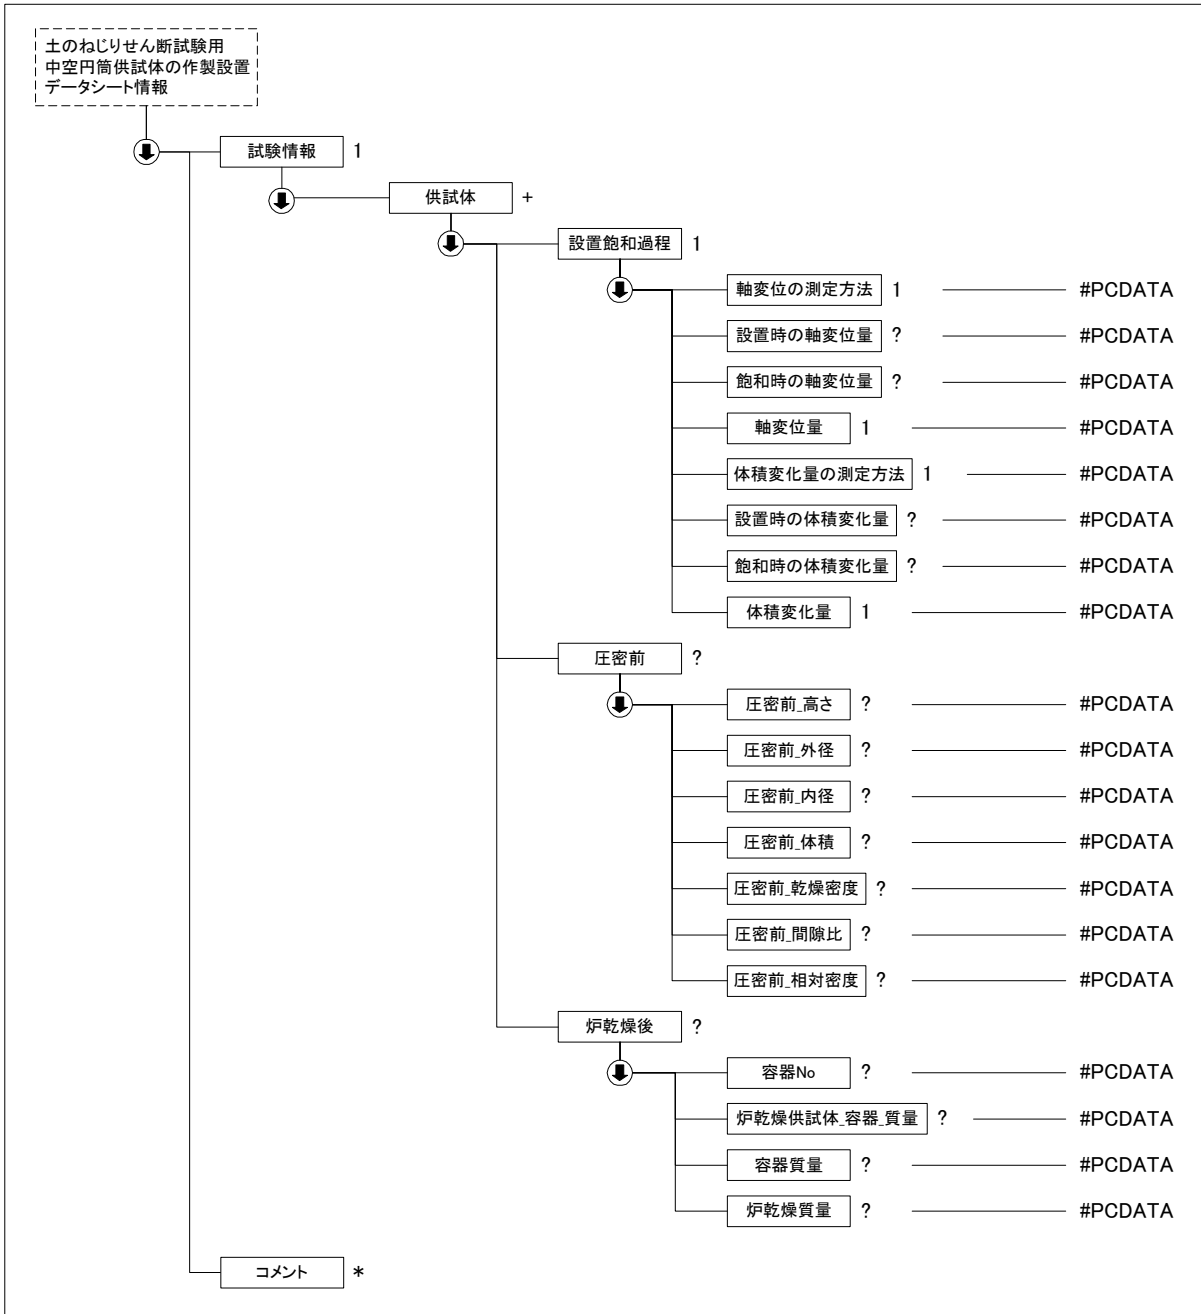 土のねじりせん断試験用
中空円筒供試体の作製設置
データシート情報
試験情報 1
供試体 +
設置飽和過程 1
軸変位の測定方法 1 #PCDATA
設置時の軸変位量 ? #PCDATA
飽和時の軸変位量 ? #PCDATA
軸変位量 1 #PCDATA
体積変化量の測定方法 1 #PCDATA
設置時の体積変化量 ? #PCDATA
飽和時の体積変化量 ? #PCDATA
体積変化量 1 #PCDATA
圧密前 ?
圧密前_高さ ? #PCDATA
圧密前_外径 ? #PCDATA
圧密前_内径 ? #PCDATA
圧密前_体積 ? #PCDATA
圧密前_乾燥密度 ? #PCDATA
圧密前_間隙比 ? #PCDATA
圧密前_相対密度 ? #PCDATA
炉乾燥後 ?
容器No ? #PCDATA
炉乾燥供試体_容器_質量 ? #PCDATA
容器質量 ? #PCDATA
炉乾燥質量 ? #PCDATA
コメント *